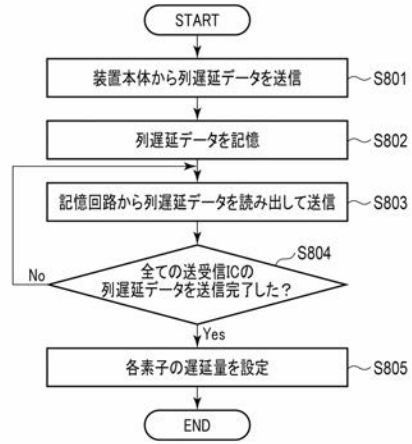 START
装置本体から列遅延データを送信
S801
列遅延データを記憶
S802
記憶回路から列遅延データを読み出して送信
S803
S804
全ての送受信ICの
列遅延データを送信完了した?
No
Yes
各素子の遅延量を設定
S805
END